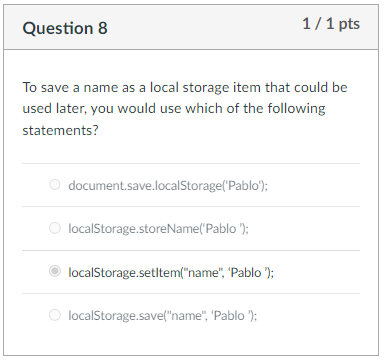 Question 8
1 / 1 pts
To save a name as a local storage item that could be
used later, you would use which of the following
statements?
document.save.localStorage('Pablo');
localStorage.storeName('Pablo ');
localStorage.setItem("name", 'Pablo ');
localStorage.save("name", 'Pablo ');